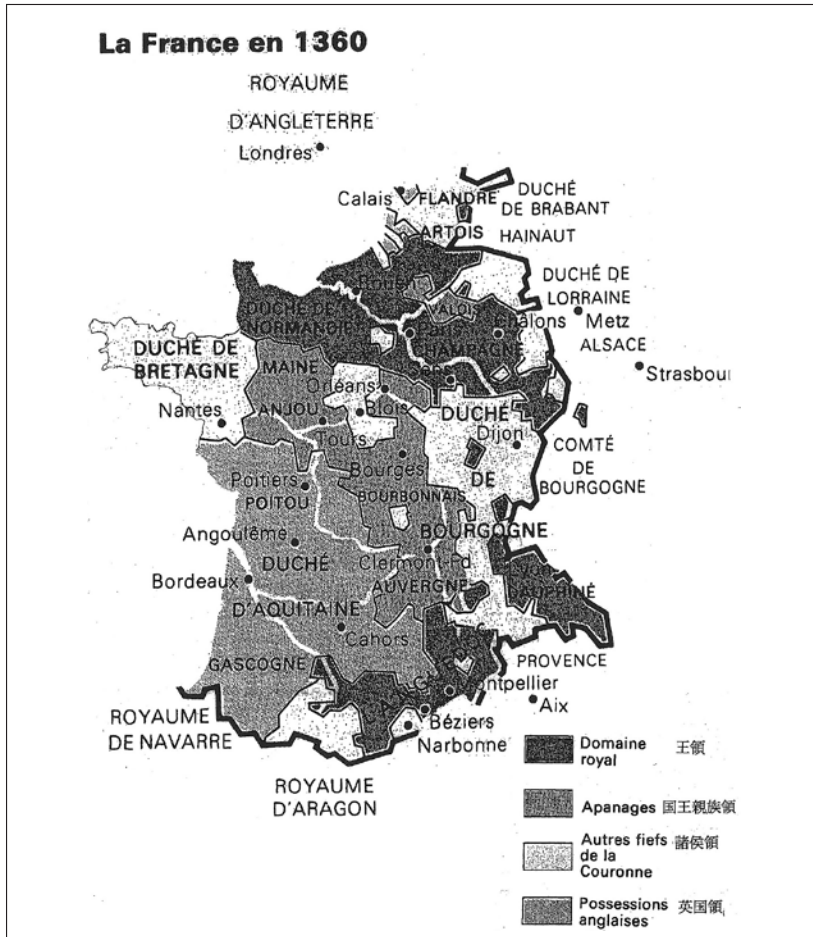 La France en 1360
ROYAUME
D'ANGLETERRE
Londres
Calais
FLANDRE
DUCHÉ
DE BRABANT
ARTOIS
HAINAUT
Rouen
DUCHÉ DE
LORRAINE
DUCHÉ DE
NORMANDIE
VALOIS
Paris
Châlons
Metz
CHAMPAGNE
ALSACE
DUCHÉ DE
BRETAGNE
MAINE
Sens
Strasbour
Orléans
Nantes
ANJOU
Blois
DUCHÉ
Tours
Dijon
COMTÉ
DE
BOURGOGNE
Bourges
DE
Poitiers
POITOU
BOURBONNAIS
Angoulême
BOURGOGNE
DUCHÉ
Clermont-Fd
Lyon
Bordeaux
AUVERGNE
DAUPHINÉ
D'AQUITAINE
Cahors
GASCOGNE
PROVENCE
ontpellier
Aix
ROYAUME
DE NAVARRE
Béziers
Narbonne
ROYAUME
D'ARAGON
Domaine
royal 王領
Apanages 国王親族領
Autres fiefs 諸侯領
de la
Couronne
Possessions 英国領
anglaises